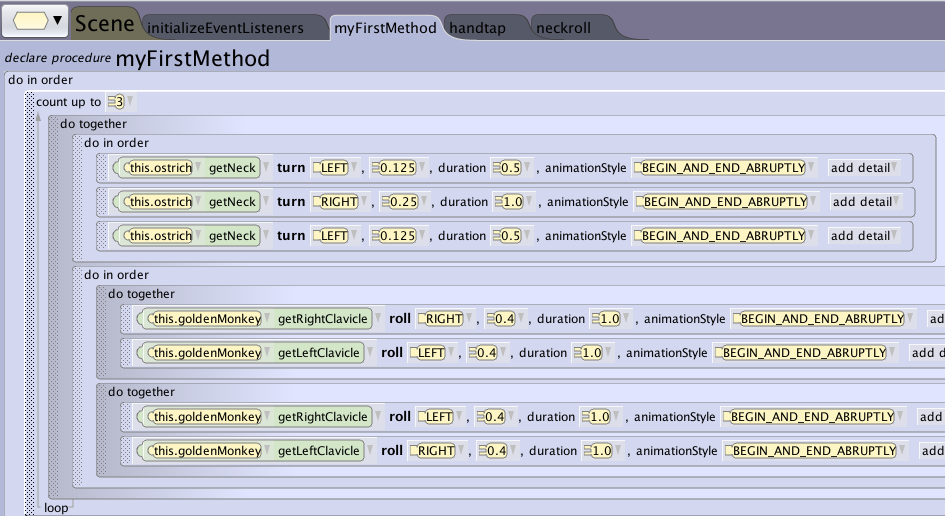 Scene initializeEventListeners myFirstMethod handtap neckroll
declare procedure myFirstMethod
do in order
count up to 3
do together
do in order
this.ostrich getNeck turn LEFT , 0.125 , duration 0.5 , animationStyle BEGIN_AND_END_ABRUPTLY add detail
this.ostrich getNeck turn RIGHT , 0.25 , duration 1.0 , animationStyle BEGIN_AND_END_ABRUPTLY add detail
this.ostrich getNeck turn LEFT , 0.125 , duration 0.5 , animationStyle BEGIN_AND_END_ABRUPTLY add detail
do in order
do together
this.goldenMonkey getRightClavicle roll RIGHT , 0.4 , duration 1.0 , animationStyle BEGIN_AND_END_ABRUPTLY ad
this.goldenMonkey getLeftClavicle roll LEFT , 0.4 , duration 1.0 , animationStyle BEGIN_AND_END_ABRUPTLY add d
do together
this.goldenMonkey getRightClavicle roll LEFT , 0.4 , duration 1.0 , animationStyle BEGIN_AND_END_ABRUPTLY add
this.goldenMonkey getLeftClavicle roll RIGHT , 0.4 , duration 1.0 , animationStyle BEGIN_AND_END_ABRUPTLY add
loop